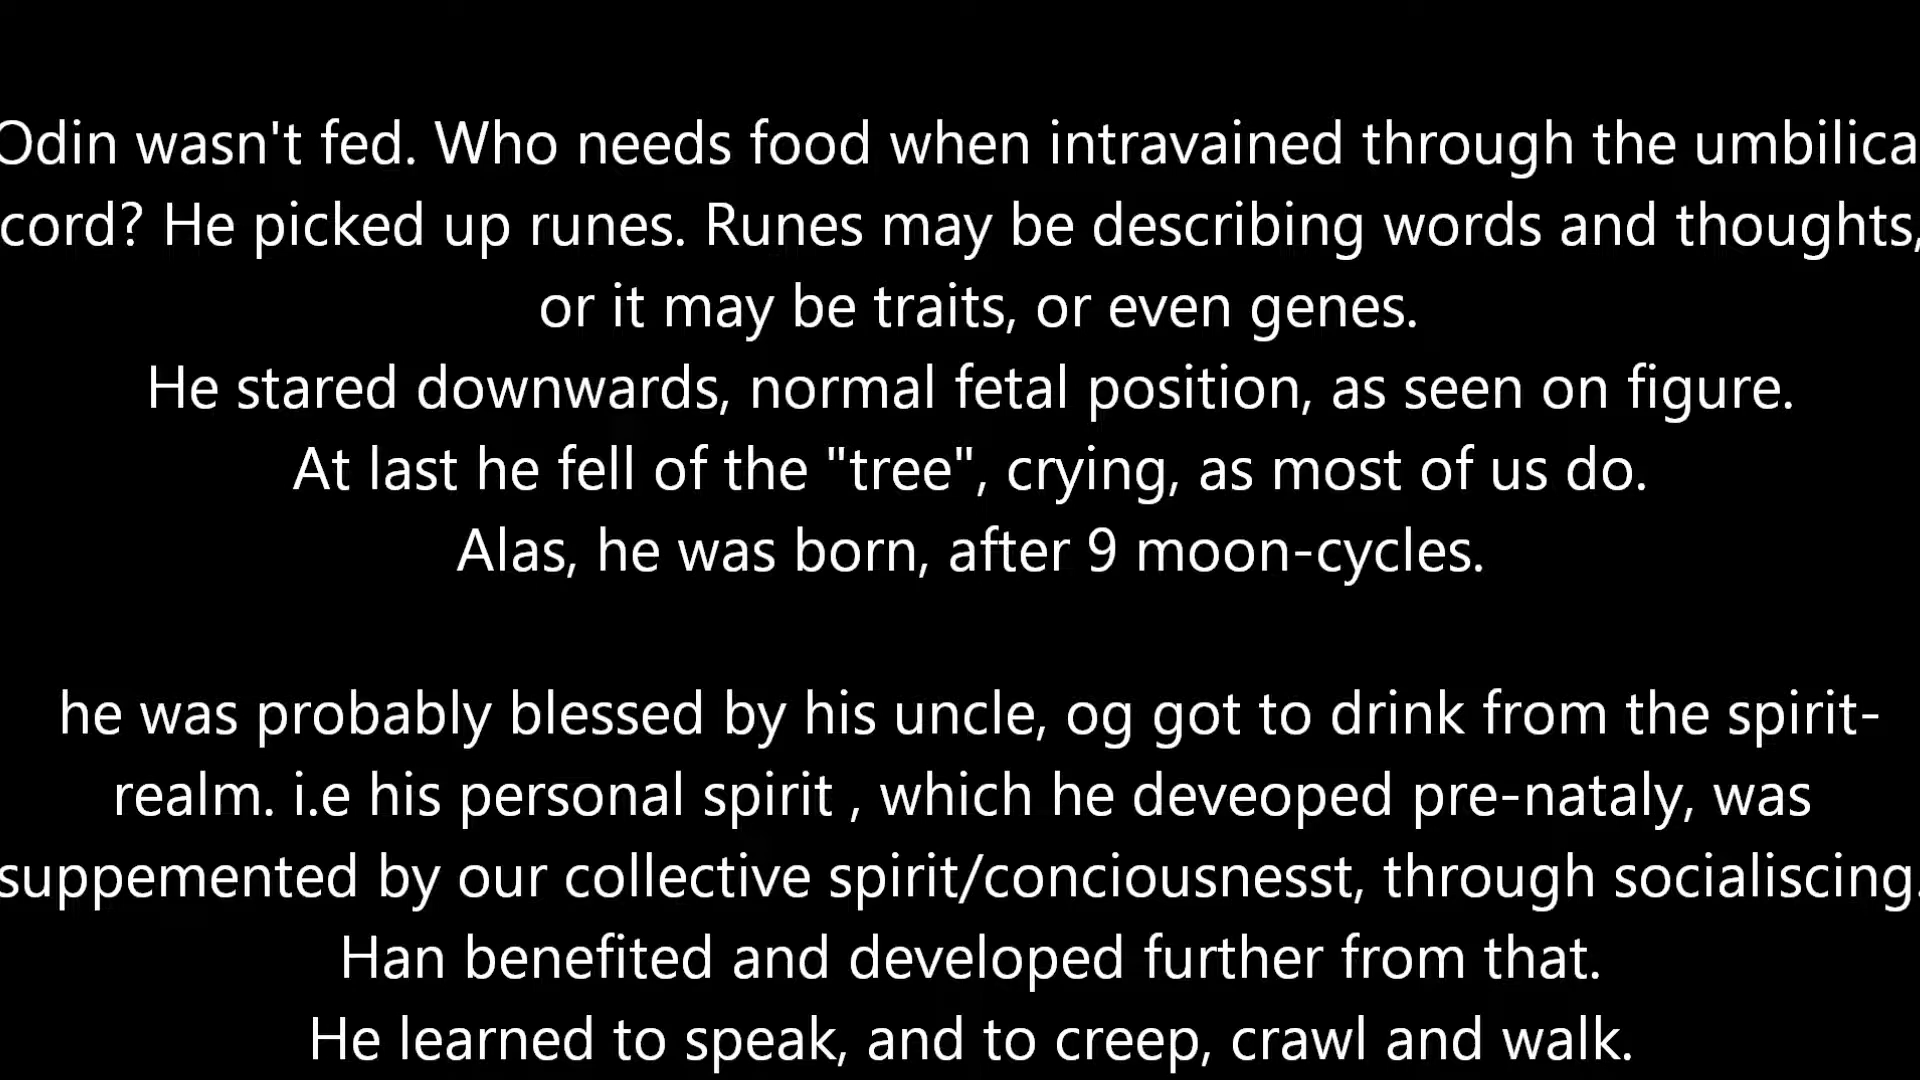 Odin wasn't fed. Who needs food when intravained through the umbilica
cord? He picked up runes. Runes may be describing words and thoughts,
or it may be traits, or even genes.
He stared downwards, normal fetal position, as seen on figure.
At last he fell of the "tree", crying, as most of us do.
Alas, he was born, after 9 moon-cycles.
he was probably blessed by his uncle, og got to drink from the spirit-
realm. i.e his personal spirit , which he deveoped pre-nataly, was
suppemented by our collective spirit/conciousnesst, through socialiscing.
Han benefited and developed further from that.
He learned to speak, and to creep, crawl and walk.